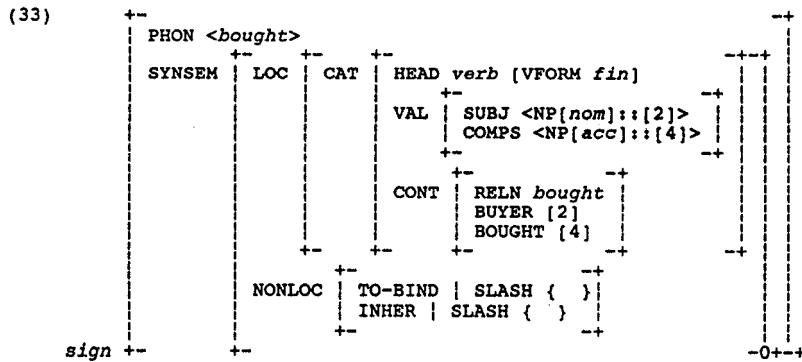 (33)
PHON <bought>
SYNSEM LOC CAT HEAD verb [VFORM fin]
VAL SUBJ <NP[nom]::[2]>
COMPS <NP[acc]::[4]>
CONT RELN bought
BUYER [2]
BOUGHT [4]
NONLOC TO-BIND | SLASH { }
INHER | SLASH { }
sign